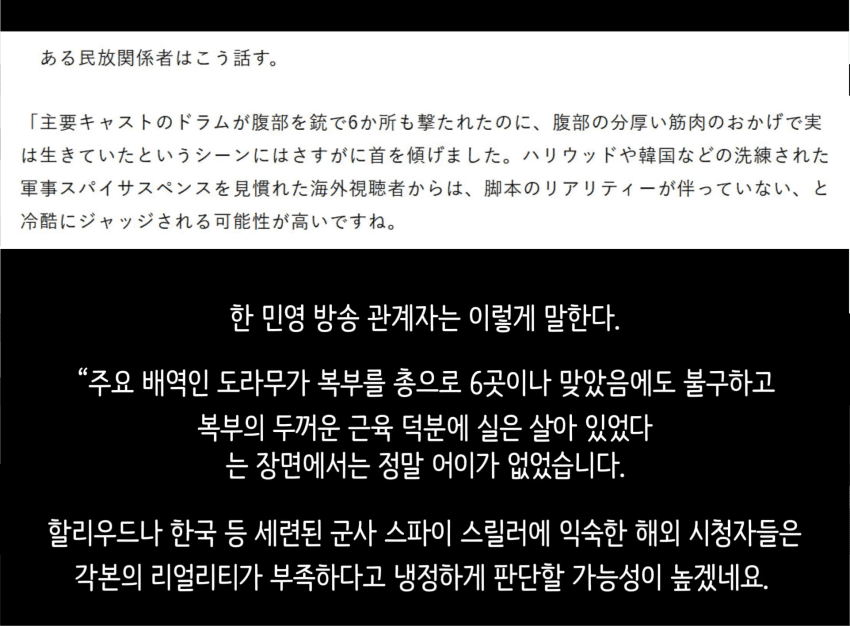 ある民放関係者はこう話す。
「主要キャストのドラムが腹部を銃で6か所も撃たれたのに、腹部の分厚い筋肉のおかげで実
は生きていたというシーンにはさすがに首を傾げました。ハリウッドや韓国などの洗練された
軍事スパイサスペンスを見慣れた海外視聴者からは、脚本のリアリティーが伴っていない、と
冷酷にジャッジされる可能性が高いですね。
한 민영 방송 관계자는 이렇게 말한다.
“주요 배역인 도라무가 복부를 총으로 6곳이나 맞았음에도 불구하고
복부의 두꺼운 근육 덕분에 실은 살아 있었다
는 장면에서는 정말 어이가 없었습니다.
할리우드나 한국 등 세련된 군사 스파이 스릴러에 익숙한 해외 시청자들은
각본의 리얼리티가 부족하다고 냉정하게 판단할 가능성이 높겠네요.